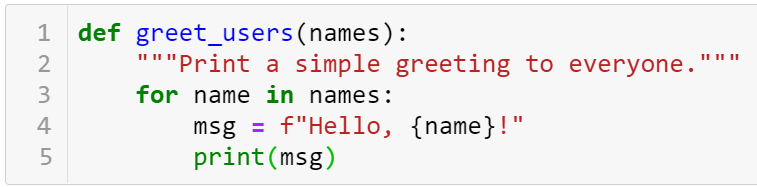 1 def greet_users(names):
2     """Print a simple greeting to everyone."""
3     for name in names:
4         msg = f"Hello, {name}!"
5         print(msg)